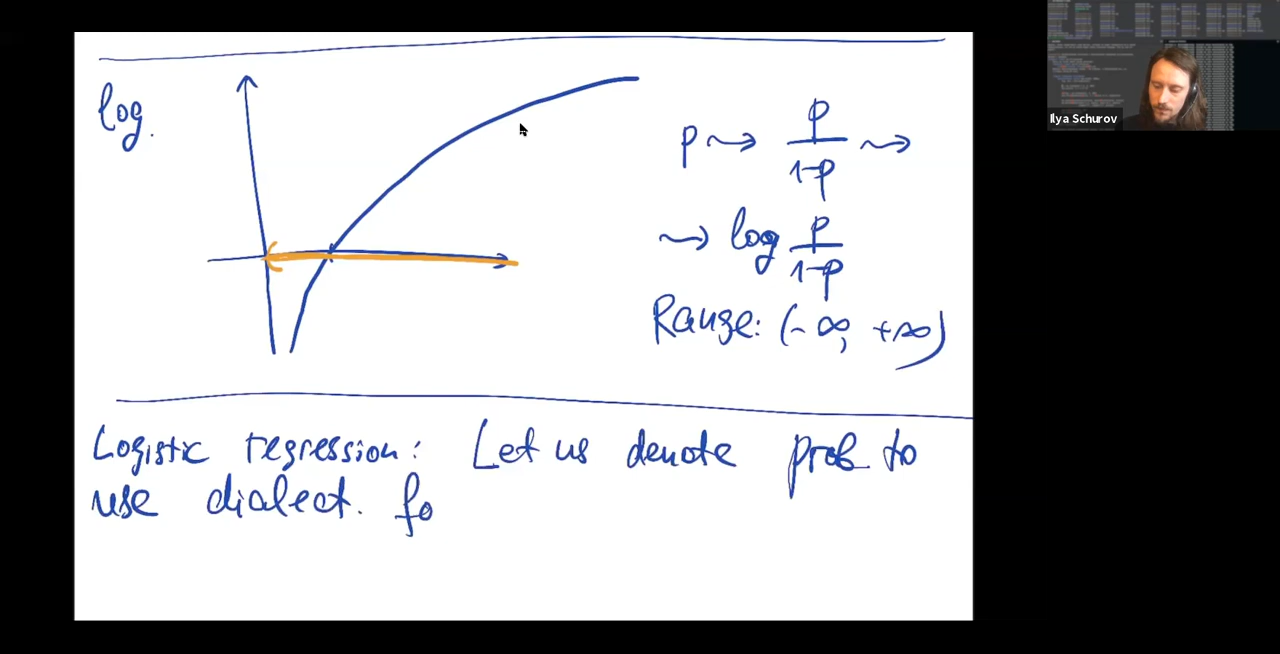 log.
p ⇝ p/(1-p) ⇝
⇝ log p/(1-p)
Range: (-∞, +∞)
Logistic regression: Let us denote prob to
use dialect. fo
Ilya Schurov